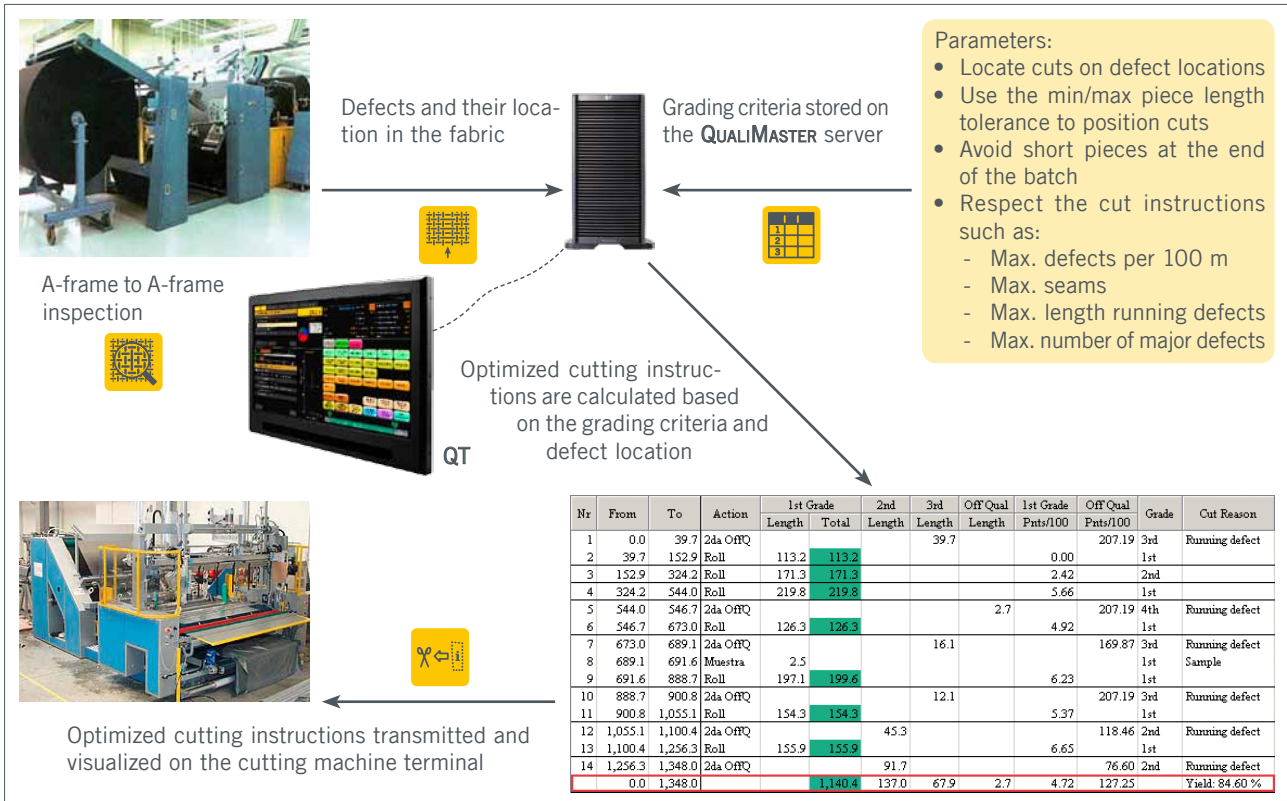 Parameters:
• Locate cuts on defect locations
• Use the min/max piece length
tolerance to position cuts
• Avoid short pieces at the end
of the batch
• Respect the cut instructions
such as:
- Max. defects per 100 m
- Max. seams
- Max. length running defects
- Max. number of major defects
Defects and their loca-
tion in the fabric
Grading criteria stored on
the QUALIMASTER server
1
2
3
A-frame to A-frame
inspection
Optimized cutting instruc-
tions are calculated based
on the grading criteria and
defect location
QT
Nr From To Action 1st Grade 2nd 3rd Off Qual 1st Grade Off Qual Grade Cut Reason
Length Total Length Length Length Pnts/100 Pnts/100
1 0.0 39.7 2da OffQ 39.7 207.19 3rd Running defect
2 39.7 152.9 Roll 113.2 113.2 0.00 1st
3 152.9 324.2 Roll 171.3 171.3 2.42 2nd
4 324.2 544.0 Roll 219.8 219.8 5.66 1st
5 544.0 546.7 2da OffQ 2.7 207.19 4th Running defect
6 546.7 673.0 Roll 126.3 126.3 4.92 1st
7 673.0 689.1 2da OffQ 16.1 169.87 3rd Running defect
8 689.1 691.6 Muestra 2.5 1st Sample
9 691.6 888.7 Roll 197.1 199.6 6.23 1st
10 888.7 900.8 2da OffQ 12.1 207.19 3rd Running defect
11 900.8 1,055.1 Roll 154.3 154.3 5.37 1st
12 1,055.1 1,100.4 2da OffQ 45.3 118.46 2nd Running defect
13 1,100.4 1,256.3 Roll 155.9 155.9 6.65 1st
14 1,256.3 1,348.0 2da OffQ 91.7 76.60 2nd Running defect
0.0 1,348.0 1,140.4 137.0 67.9 2.7 4.72 127.25 Yield: 84.60 %
i
Optimized cutting instructions transmitted and
visualized on the cutting machine terminal